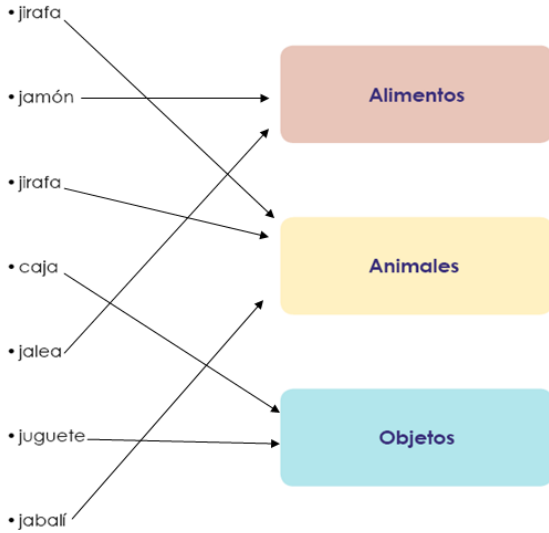 • jirafa
• jamón
• jirafa
• caja
• jalea
• juguete
• jabalí
Alimentos
Animales
Objetos